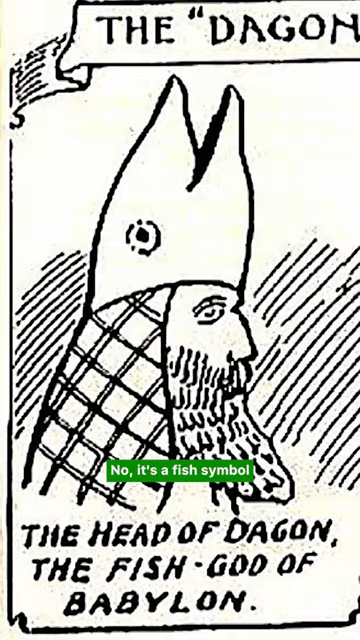 THE "DAGON
No, it's a fish symbol
THE HEAD OF DAGON,
THE FISH-GOD OF
BABYLON.